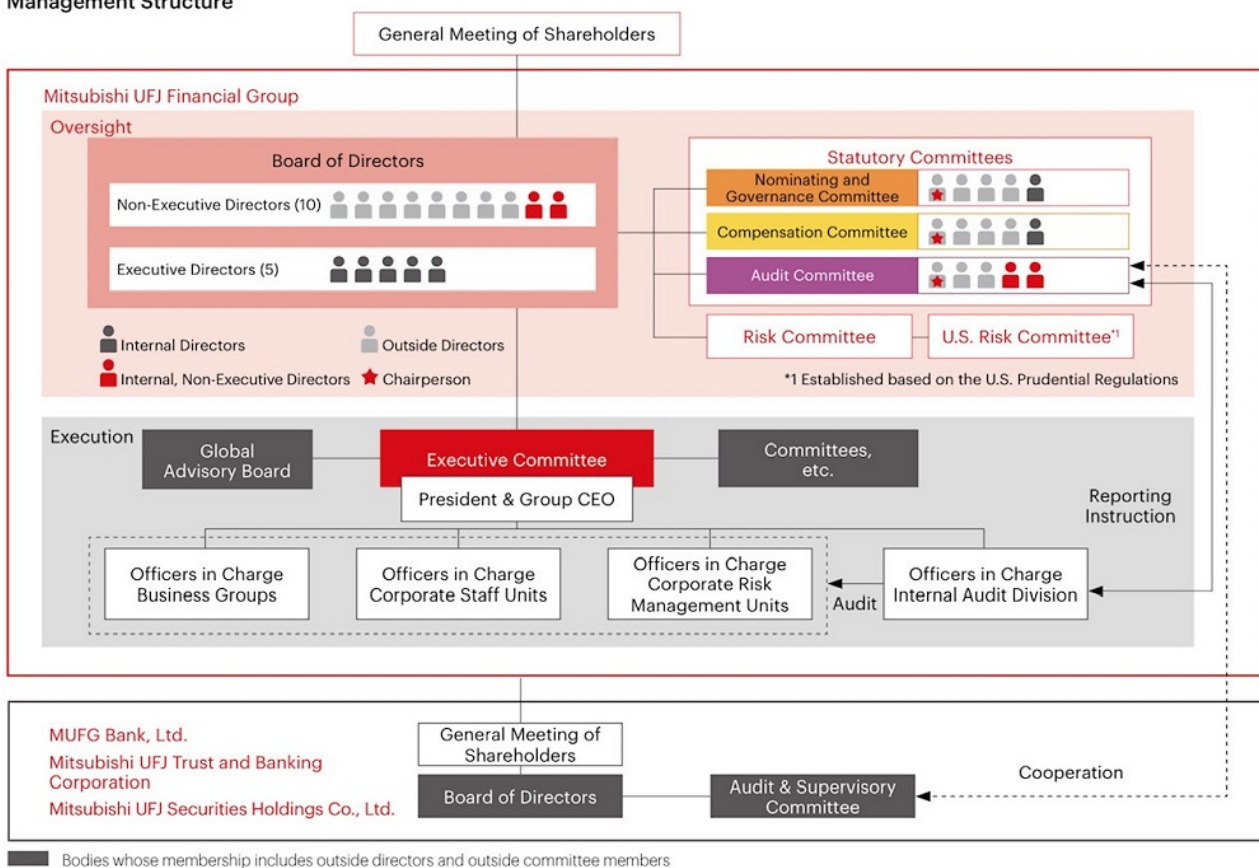 Management Structure
General Meeting of Shareholders
Mitsubishi UFJ Financial Group
Oversight
Board of Directors
Non-Executive Directors (10)
Executive Directors (5)
Internal Directors
Outside Directors
Internal, Non-Executive Directors
Chairperson
Statutory Committees
Nominating and
Governance Committee
Compensation Committee
Audit Committee
Risk Committee
U.S. Risk Committee*1
*1 Established based on the U.S. Prudential Regulations
Execution
Global
Advisory Board
Executive Committee
Committees,
etc.
President & Group CEO
Reporting
Instruction
Officers in Charge
Business Groups
Officers in Charge
Corporate Staff Units
Officers in Charge
Corporate Risk
Management Units
Audit
Officers in Charge
Internal Audit Division
MUFG Bank, Ltd.
Mitsubishi UFJ Trust and Banking
Corporation
Mitsubishi UFJ Securities Holdings Co., Ltd.
General Meeting of
Shareholders
Board of Directors
Audit & Supervisory
Committee
Cooperation
Bodies whose membership includes outside directors and outside committee members